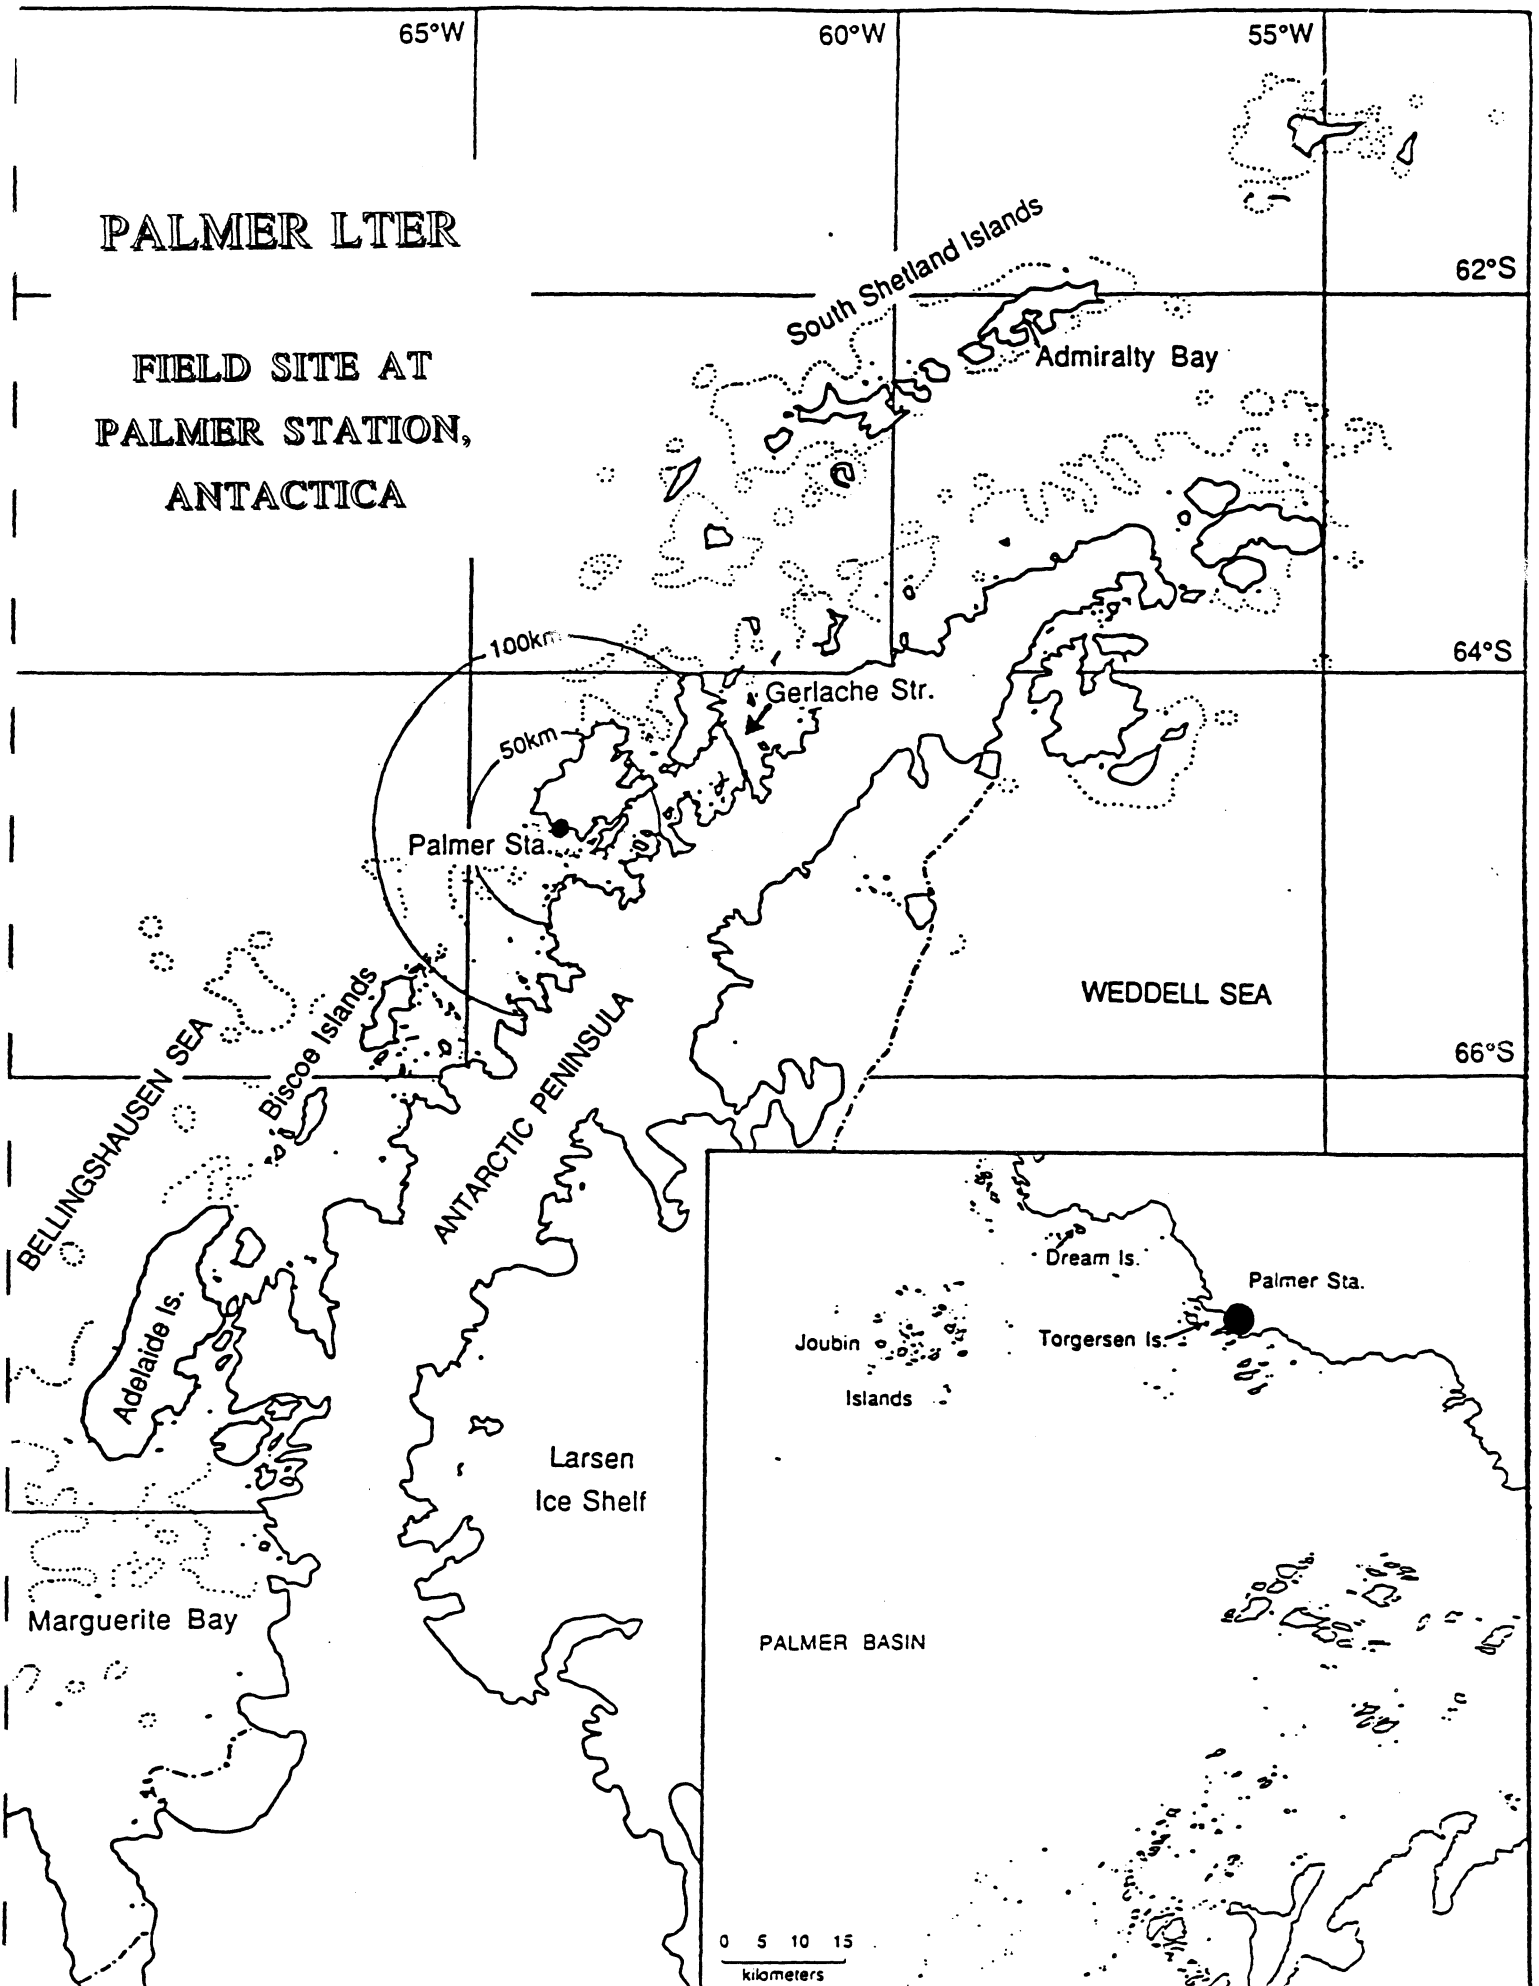 65°W
60°W
55°W
PALMER LTER
62°S
South Shetland Islands
Admiralty Bay
FIELD SITE AT
PALMER STATION,
ANTACTICA
100km
64°S
Gerlache Str.
50km
Palmer Sta.
WEDDELL SEA
Biscoe Islands
BELLINGSHAUSEN SEA
ANTARCTIC PENINSULA
66°S
Adelaide Is.
Larsen
Ice Shelf
Marguerite Bay
Dream Is.
Palmer Sta.
Torgersen Is.
Joubin
Islands
PALMER BASIN
0 5 10 15
kilometers